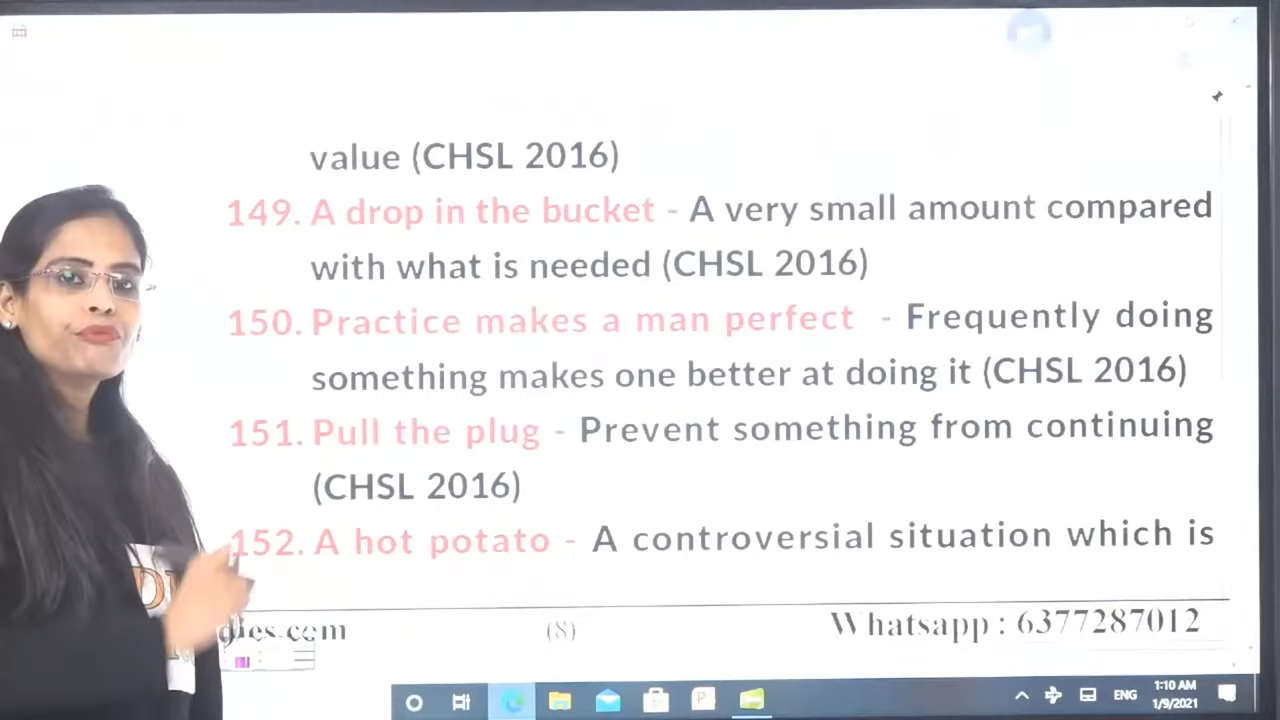 value (CHSL 2016)
149. A drop in the bucket - A very small amount compared
with what is needed (CHSL 2016)
150. Practice makes a man perfect - Frequently doing
something makes one better at doing it (CHSL 2016)
151. Pull the plug - Prevent something from continuing
(CHSL 2016)
152. A hot potato - A controversial situation which is
dies.com (8) Whatsapp : 6377287012
ENG 1:10 AM
1/9/2021